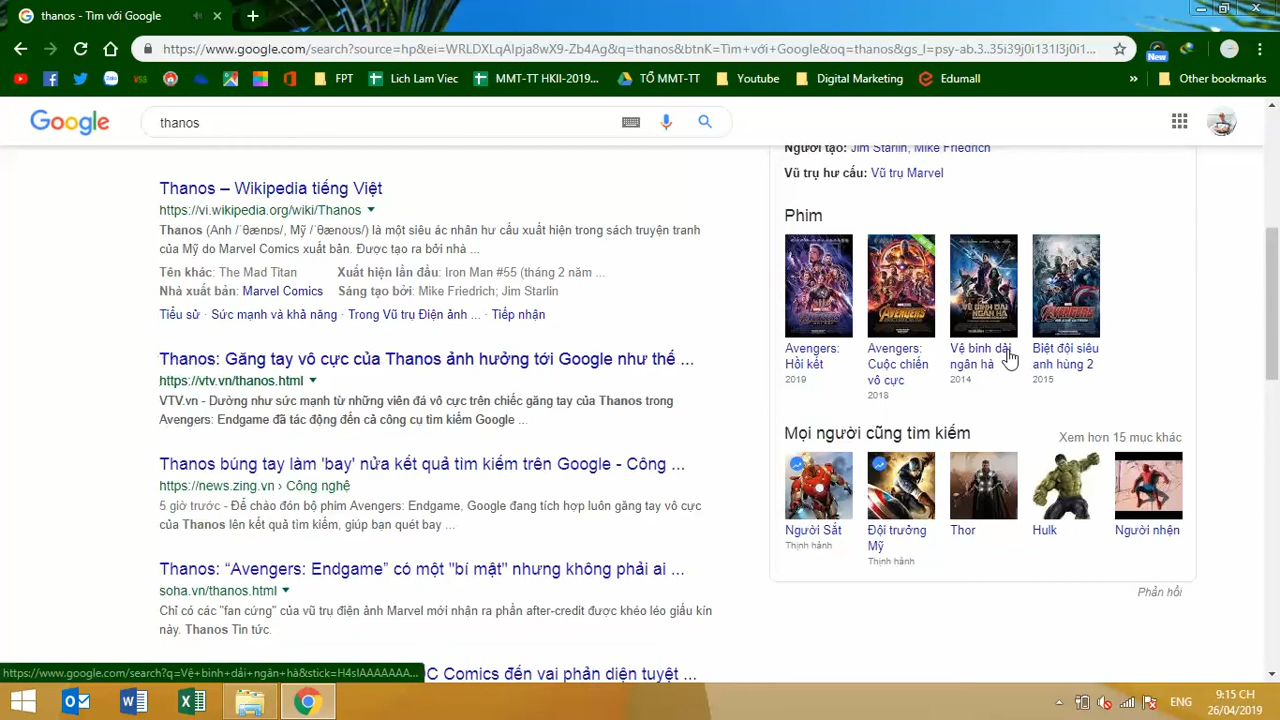 thanos - Tìm với Google
https://www.google.com/search?source=hp&ei=WRLDXLqAIpja8wX9-Zb4Ag&q=thanos&btnK=Tìm+với+Google&oq=thanos&gs_l=psy-ab.3..35i39j0i131l3j0i1...
New
FPT
Lich Lam Viec
MMT-TT HKII-2019...
TỔ MMT-TT
Youtube
Digital Marketing
Edumall
»
Other bookmarks
Google
thanos
Người tạo: Jim Starlin, Mike Friedrich
Vũ trụ hư cấu: Vũ trụ Marvel
Thanos – Wikipedia tiếng Việt
https://vi.wikipedia.org/wiki/Thanos
Thanos (Anh /ˈθænɒs/, Mỹ /ˈθænoʊs/) là một siêu ác nhân hư cấu xuất hiện trong sách truyện tranh
của Mỹ do Marvel Comics xuất bản. Được tạo ra bởi nhà ...
Tên khác: The Mad Titan Xuất hiện lần đầu: Iron Man #55 (tháng 2 năm ...
Nhà xuất bản: Marvel Comics Sáng tạo bởi: Mike Friedrich; Jim Starlin
Tiểu sử · Sức mạnh và khả năng · Trong Vũ trụ Điện ảnh ... · Tiếp nhận
Thanos: Găng tay vô cực của Thanos ảnh hưởng tới Google như thế ...
https://vtv.vn/thanos.html
VTV.vn - Dường như sức mạnh từ những viên đá vô cực trên chiếc găng tay của Thanos trong
Avengers: Endgame đã tác động đến cả công cụ tìm kiếm Google ...
Thanos búng tay làm 'bay' nửa kết quả tìm kiếm trên Google - Công ...
https://news.zing.vn › Công nghệ
5 giờ trước - Để chào đón bộ phim Avengers: Endgame, Google đang tích hợp luôn găng tay vô cực của Thanos lên kết quả tìm kiếm, giúp bạn quét bay ...
Thanos: “Avengers: Endgame” có một "bí mật" nhưng không phải ai ...
soha.vn/thanos.html
Chỉ có các "fan cứng" của vũ trụ điện ảnh Marvel mới nhận ra phần after-credit được khéo léo giấu kín
này. Thanos Tin tức.
C Comics đến vai phản diện tuyệt ...
Phim
Avengers:
Hồi kết
2019
Avengers:
Cuộc chiến
vô cực
2018
Vệ binh dải
ngân hà
2014
Biệt đội siêu
anh hùng 2
2015
Mọi người cũng tìm kiếm
Xem hơn 15 mục khác
Người Sắt
Thịnh hành
Đội trưởng
Mỹ
Thịnh hành
Thor
Hulk
Người nhện
Phản hồi
https://www.google.com/search?q=Vệ+binh+dải+ngân+hà&stick=H4sIAAAAAAA...
ENG
9:15 CH
26/04/2019